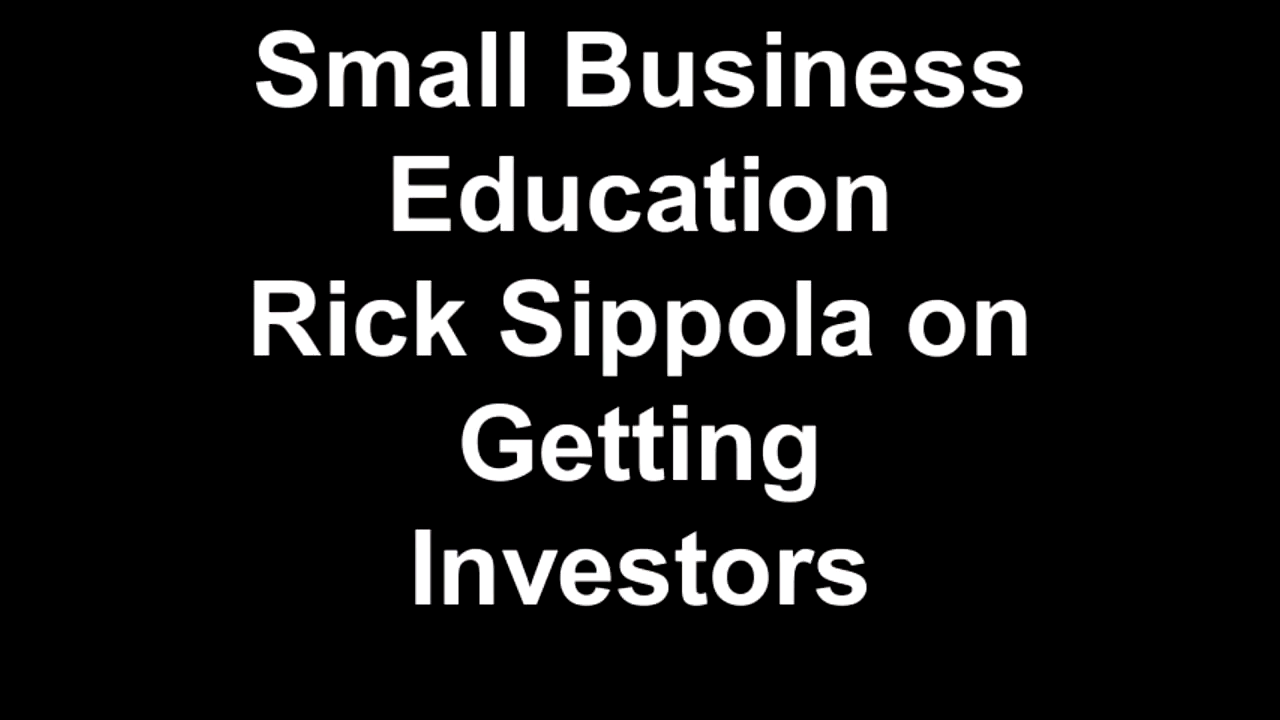 Small Business
Education
Rick Sippola on
Getting
Investors